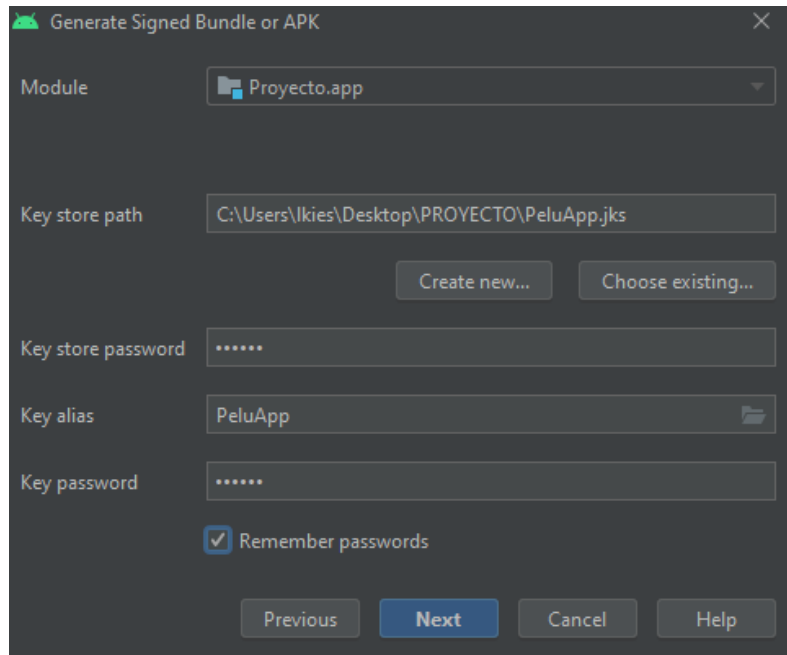 Generate Signed Bundle or APK
Module Proyecto.app
Key store path C:\Users\lkies\Desktop\PROYECTO\PeluApp.jks
Create new... Choose existing...
Key store password ••••••
Key alias PeluApp
Key password ••••••
Remember passwords
Previous Next Cancel Help